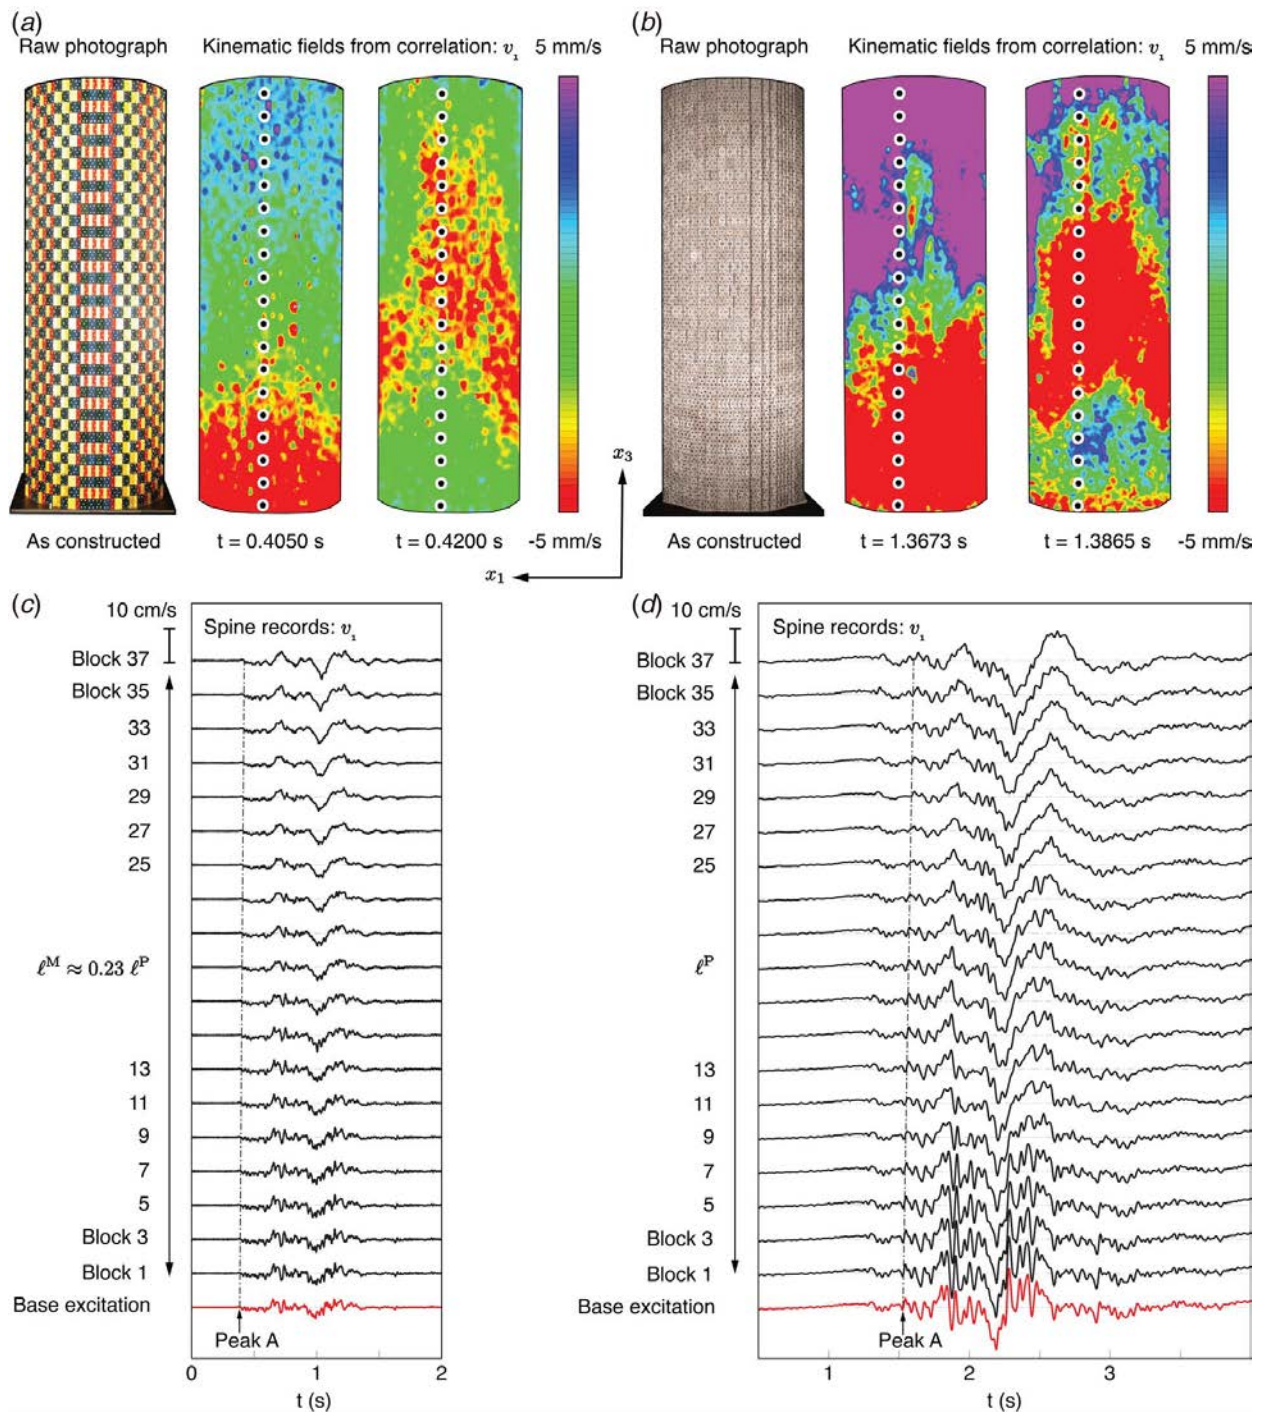 (a)
Raw photograph
Kinematic fields from correlation: v₁
5 mm/s
As constructed
t = 0.4050 s
t = 0.4200 s
-5 mm/s
(b)
Raw photograph
Kinematic fields from correlation: v₁
5 mm/s
As constructed
t = 1.3673 s
t = 1.3865 s
-5 mm/s
x₃
x₁
(c)
10 cm/s
Spine records: v₁
Block 37
Block 35
33
31
29
27
25
ℓᴹ ≈ 0.23 ℓᴾ
13
11
9
7
5
Block 3
Block 1
Base excitation
Peak A
0 1 2
t (s)
(d)
10 cm/s
Spine records: v₁
Block 37
Block 35
33
31
29
27
25
ℓᴾ
13
11
9
7
5
Block 3
Block 1
Base excitation
Peak A
1 2 3
t (s)